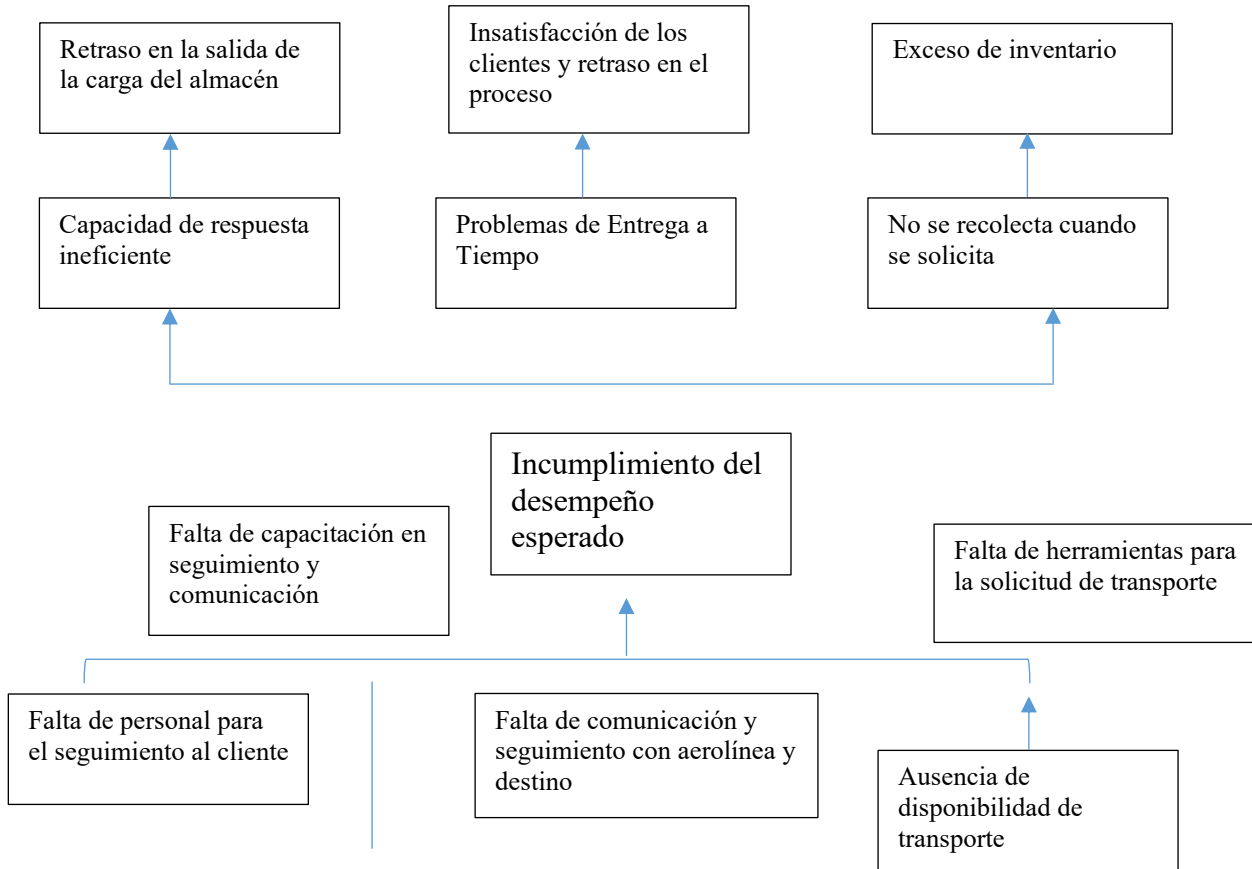 Retraso en la salida de
la carga del almacén
Insatisfacción de los
clientes y retraso en el
proceso
Exceso de inventario
Capacidad de respuesta
ineficiente
Problemas de Entrega a
Tiempo
No se recolecta cuando
se solicita
Incumplimiento del
desempeño
esperado
Falta de capacitación en
seguimiento y
comunicación
Falta de herramientas para
la solicitud de transporte
Falta de personal para
el seguimiento al cliente
Falta de comunicación y
seguimiento con aerolínea y
destino
Ausencia de
disponibilidad de
transporte